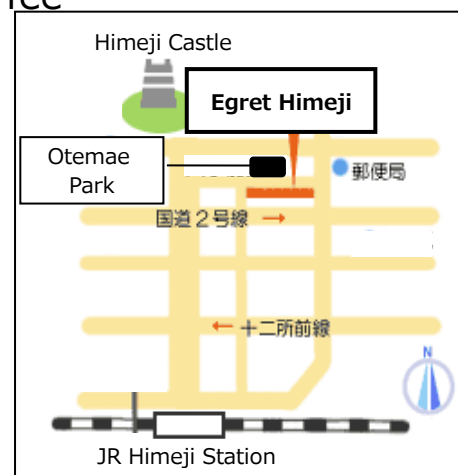 Himeji Castle
Egret Himeji
Otemae
Park
郵便局
国道２号線 →
← 十二所前線
N
JR Himeji Station